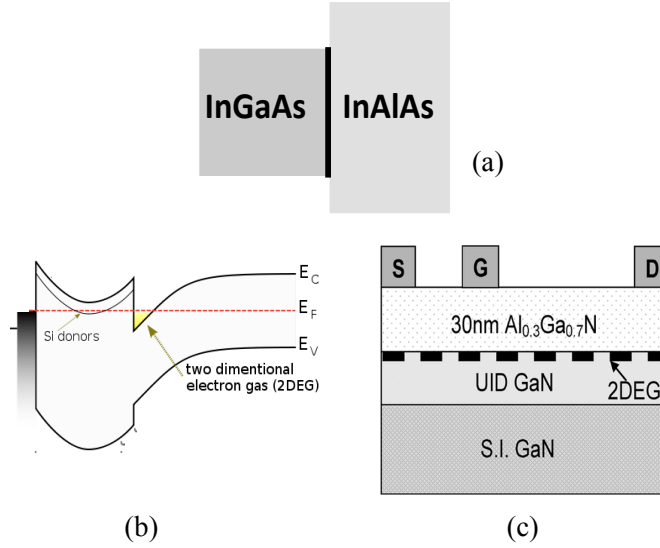 InGaAs InAlAs
(a)
E_C
E_F
Si donors
E_V
two dimentional
electron gas (2DEG)
(b)
S G D
30nm Al₀.₃Ga₀.₇N
UID GaN
2DEG
S.I. GaN
(c)